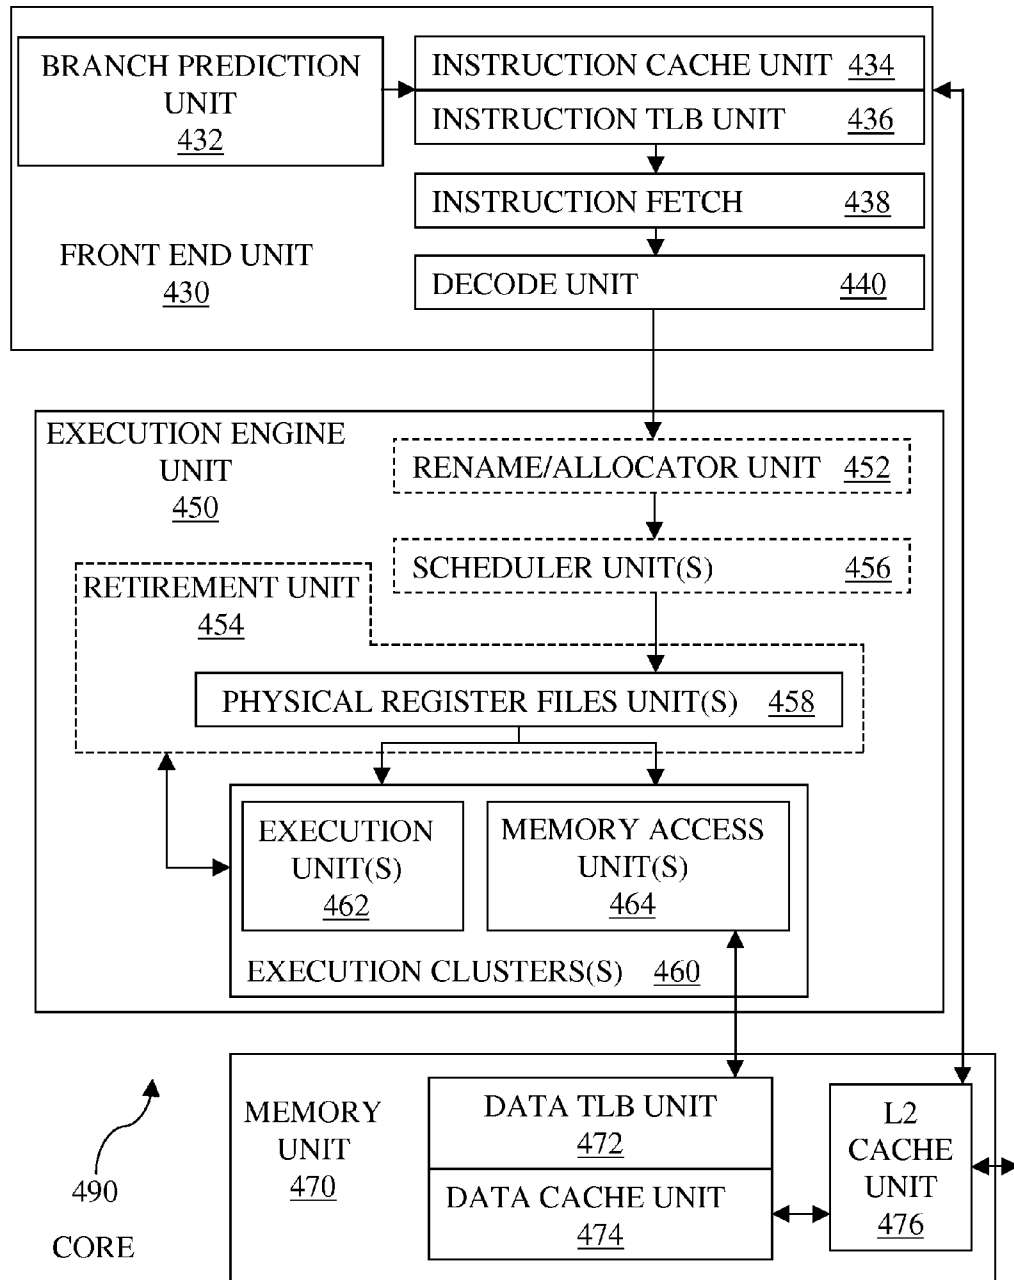 BRANCH PREDICTION
UNIT
432
INSTRUCTION CACHE UNIT 434
INSTRUCTION TLB UNIT 436
INSTRUCTION FETCH 438
FRONT END UNIT
430
DECODE UNIT 440
EXECUTION ENGINE
UNIT
450
RENAME/ALLOCATOR UNIT 452
SCHEDULER UNIT(S) 456
RETIREMENT UNIT
454
PHYSICAL REGISTER FILES UNIT(S) 458
EXECUTION
UNIT(S)
462
MEMORY ACCESS
UNIT(S)
464
EXECUTION CLUSTERS(S) 460
MEMORY
UNIT
470
DATA TLB UNIT
472
DATA CACHE UNIT
474
L2
CACHE
UNIT
476
490
CORE